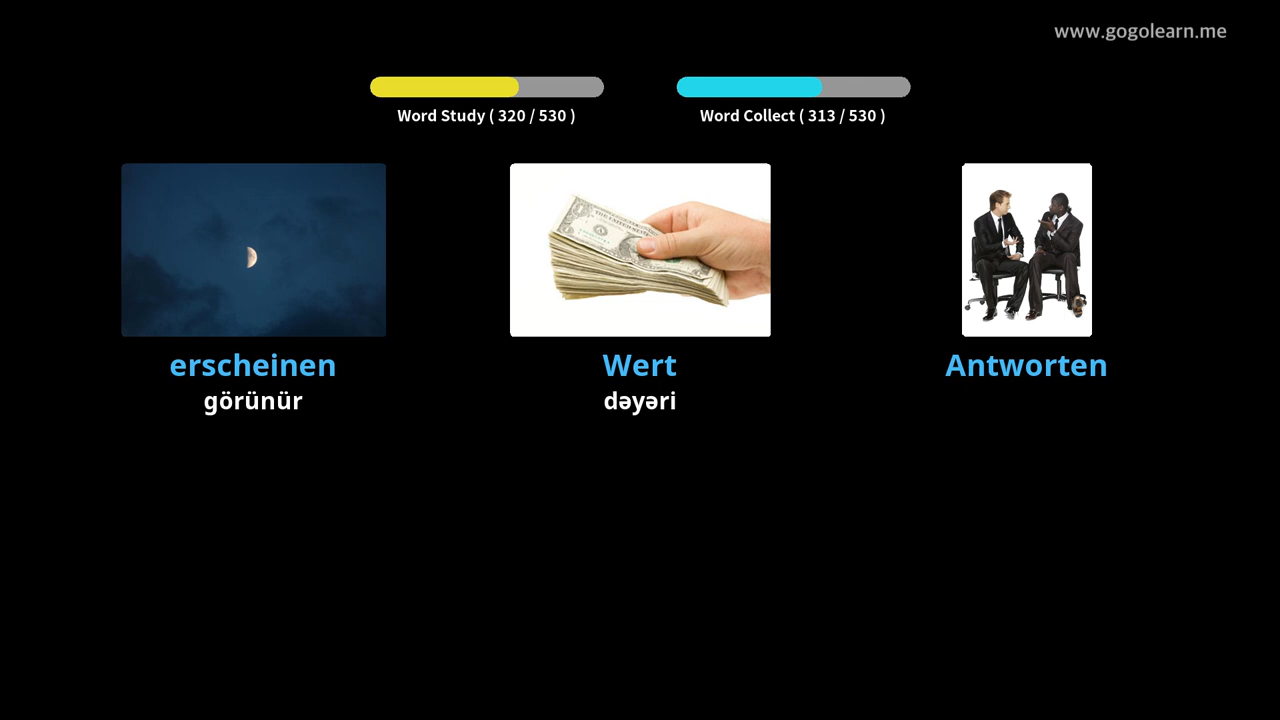 www.gogolearn.me
Word Study ( 320 / 530 )
Word Collect ( 313 / 530 )
erscheinen
görünür
Wert
dəyəri
Antworten